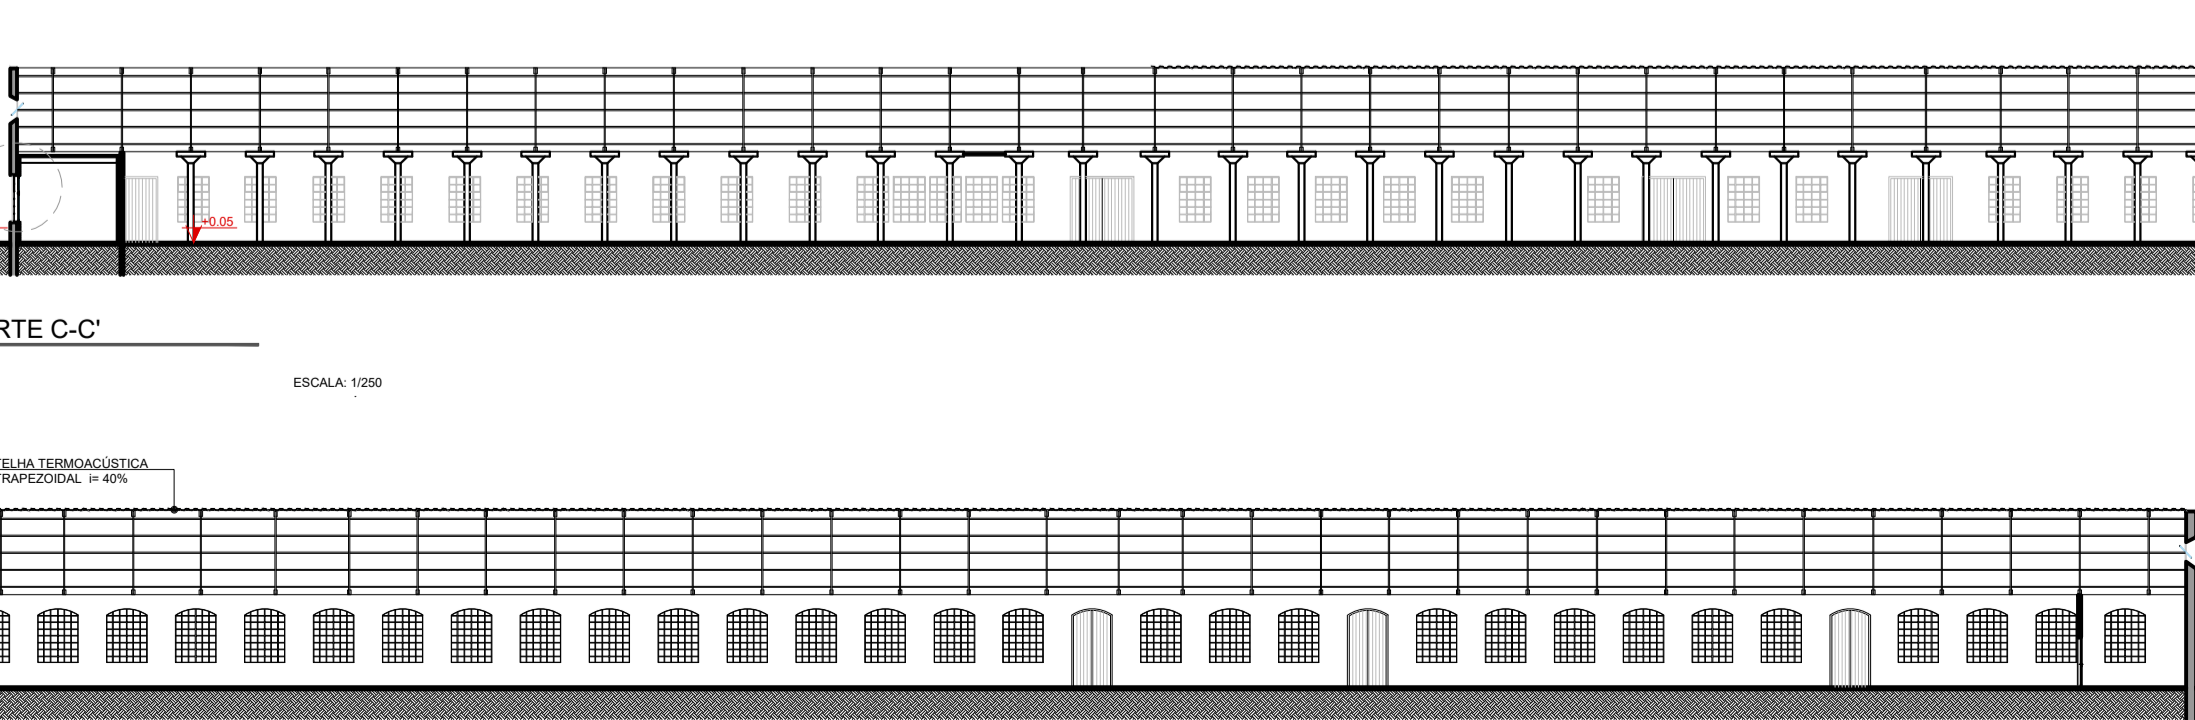 +0.05
RTE C-C'
ESCALA: 1/250
TELHA TERMOACÚSTICA
TRAPEZOIDAL i= 40%